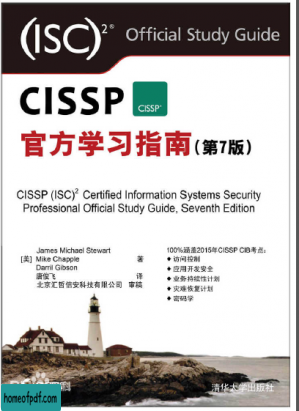 (ISC)²® Official Study Guide
CISSP
CISSP®
官方学习指南(第7版)
CISSP (ISC)² Certified Information Systems Security
Professional Official Study Guide, Seventh Edition
James Michael Stewart
[美] Mike Chapple 著
Darril Gibson
唐俊飞 译
北京汇哲信安科技有限公司 审稿
100%涵盖2015年CISSP CIB考点:
◆ 访问控制
◆ 应用开发安全
◆ 业务持续性计划
◆ 灾难恢复计划
◆ 密码学
清华大学出版社
homeofpdf.com